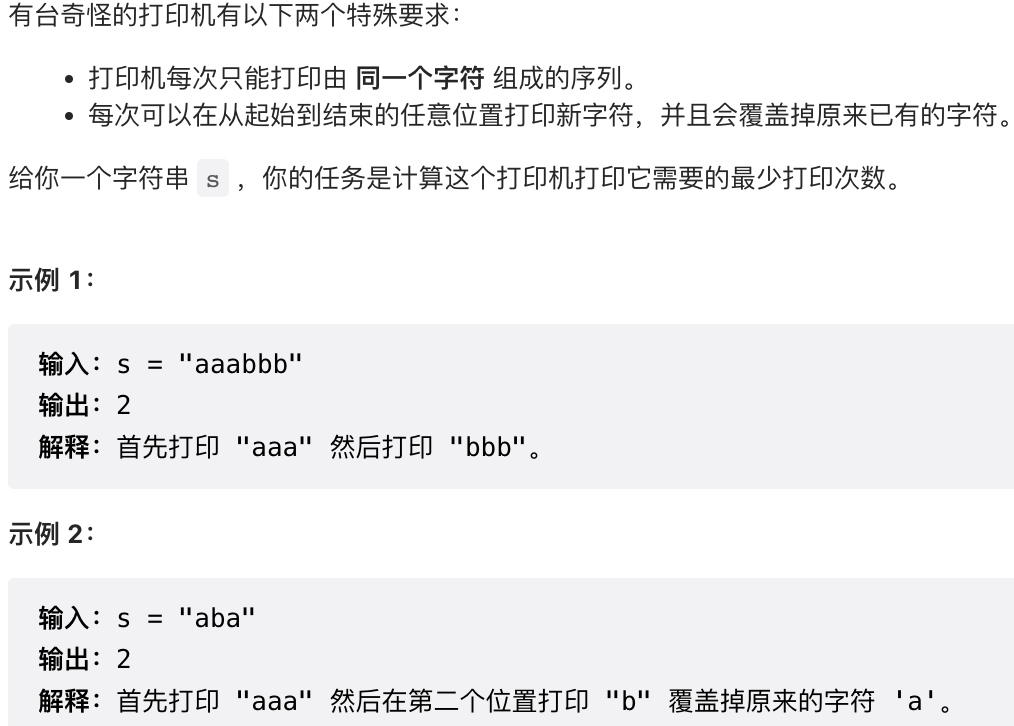 有台奇怪的打印机有以下两个特殊要求：
• 打印机每次只能打印由 同一个字符 组成的序列。
• 每次可以在从起始到结束的任意位置打印新字符，并且会覆盖掉原来已有的字符。
给你一个字符串 s ，你的任务是计算这个打印机打印它需要的最少打印次数。
示例 1：
输入：s = "aaabbb"
输出：2
解释：首先打印 "aaa" 然后打印 "bbb"。
示例 2：
输入：s = "aba"
输出：2
解释：首先打印 "aaa" 然后在第二个位置打印 "b" 覆盖掉原来的字符 'a'。